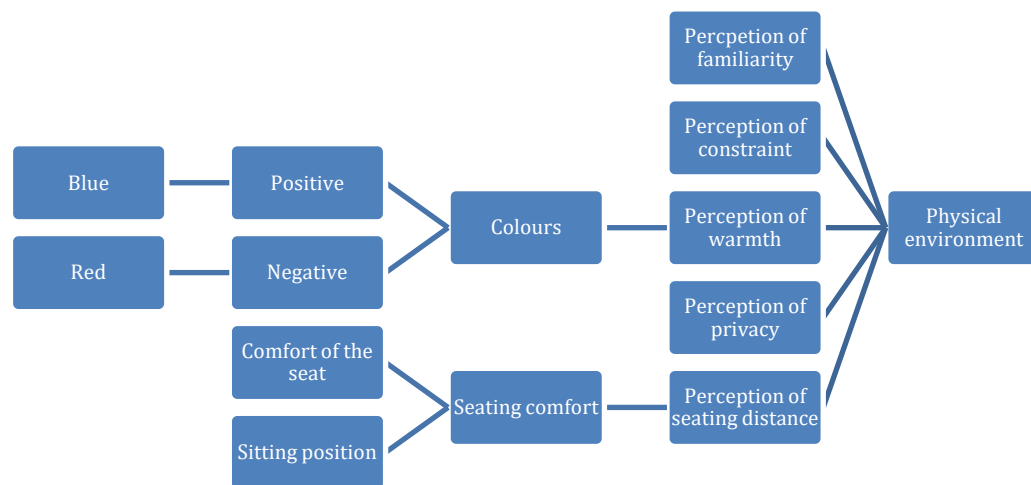 Percpetion of
familiarity
Perception of
constraint
Blue
Positive
Colours
Perception of
warmth
Physical
environment
Red
Negative
Perception of
privacy
Comfort of the
seat
Seating comfort
Perception of
seating distance
Sitting position